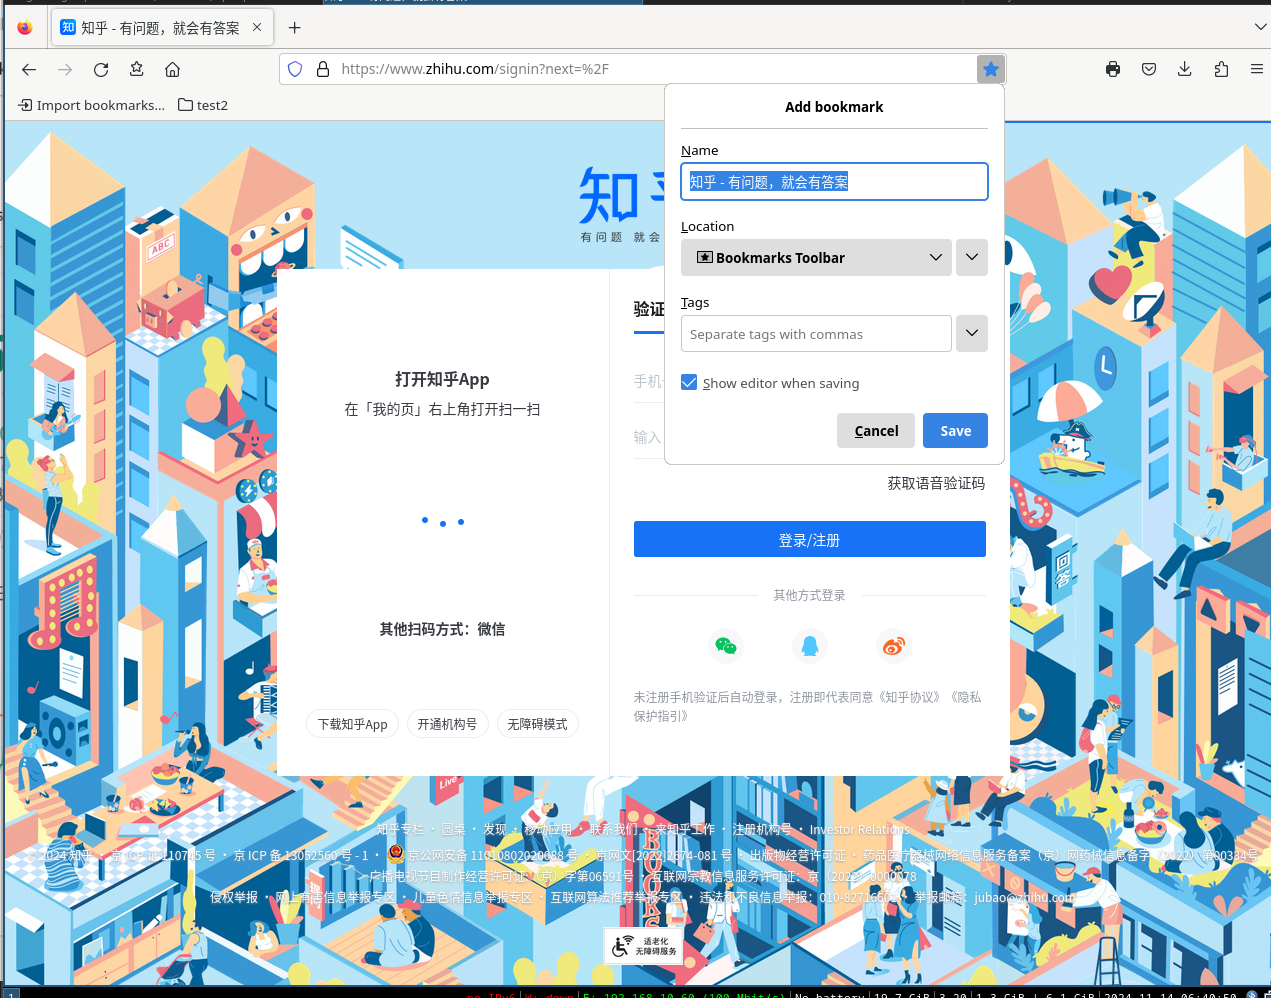 知乎 - 有问题，就会有答案
https://www.zhihu.com/signin?next=%2F
Import bookmarks...
test2
Add bookmark
Name
知乎 - 有问题，就会有答案
Location
Bookmarks Toolbar
Tags
Separate tags with commas
Show editor when saving
Cancel
Save
知
有问题 就会
ABC
打开知乎App
在「我的页」右上角打开扫一扫
其他扫码方式：微信
下载知乎App
开通机构号
无障碍模式
验证
手机
输入
获取语音验证码
登录/注册
其他方式登录
未注册手机验证后自动登录，注册即代表同意《知乎协议》《隐私
保护指引》
回答
Live
知乎专栏 · 圆桌 · 发现 · 移动应用 · 联系我们 · 来知乎工作 · 注册机构号 · Investor Relations
2024 知乎 · 京 ICP 证 110745 号 · 京 ICP 备 13052560 号 - 1 · 京公网安备 11010802020088 号 · 京网文[2022]2674-081 号 · 出版物经营许可证 · 药品医疗器械网络信息服务备案（京）网药械信息备字（2022）第00334号
广播电视节目制作经营许可证:（京）字第06591号 · 互联网宗教信息服务许可证：京（2022）0000078
侵权举报 · 网上有害信息举报专区 · 儿童色情信息举报专区 · 互联网算法推荐举报专区 · 违法和不良信息举报：010-82716601 · 举报邮箱：jubao@zhihu.com
适老化
无障碍服务